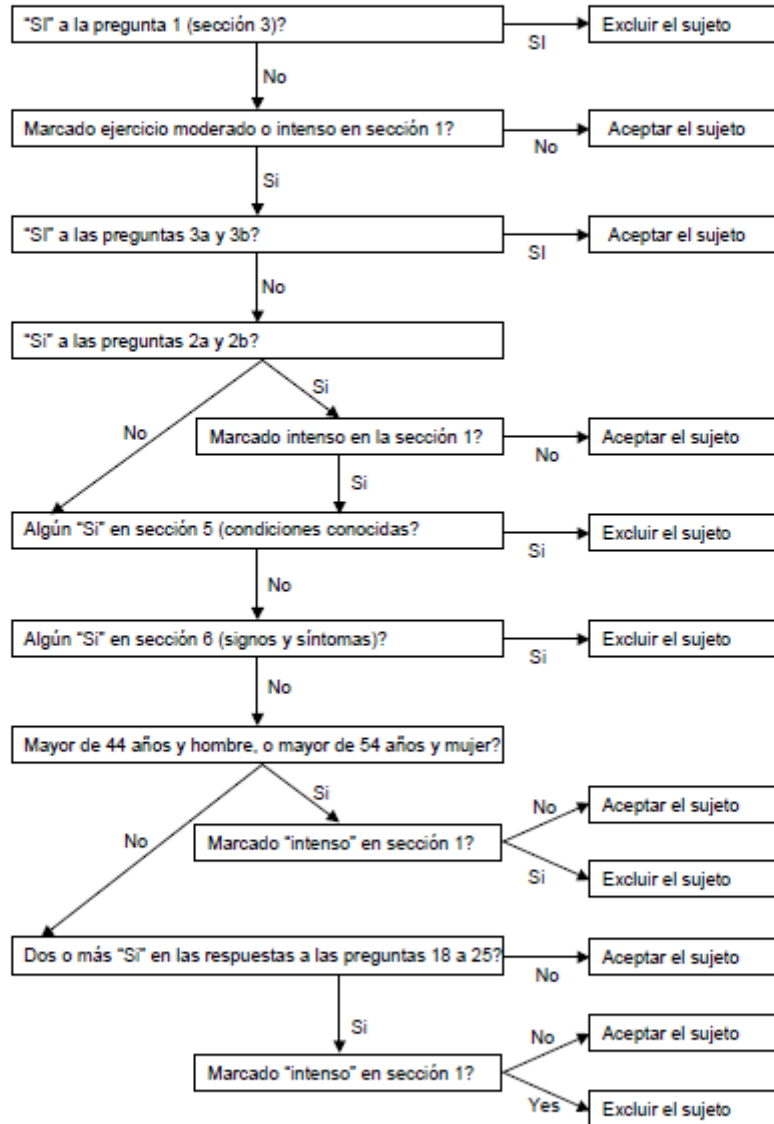 "SI" a la pregunta 1 (sección 3)?
SI
Excluir el sujeto
No
Marcado ejercicio moderado o intenso en sección 1?
No
Aceptar el sujeto
Si
"SI" a las preguntas 3a y 3b?
SI
Aceptar el sujeto
No
"Si" a las preguntas 2a y 2b?
Si
No
Marcado intenso en la sección 1?
No
Aceptar el sujeto
Si
Algún "Si" en sección 5 (condiciones conocidas?
Si
Excluir el sujeto
No
Algún "Si" en sección 6 (signos y síntomas)?
Si
Excluir el sujeto
No
Mayor de 44 años y hombre, o mayor de 54 años y mujer?
Si
No
Marcado "intenso" en sección 1?
No
Aceptar el sujeto
Si
Excluir el sujeto
Dos o más "Si" en las respuestas a las preguntas 18 a 25?
No
Aceptar el sujeto
Si
Marcado "intenso" en sección 1?
No
Aceptar el sujeto
Yes
Excluir el sujeto